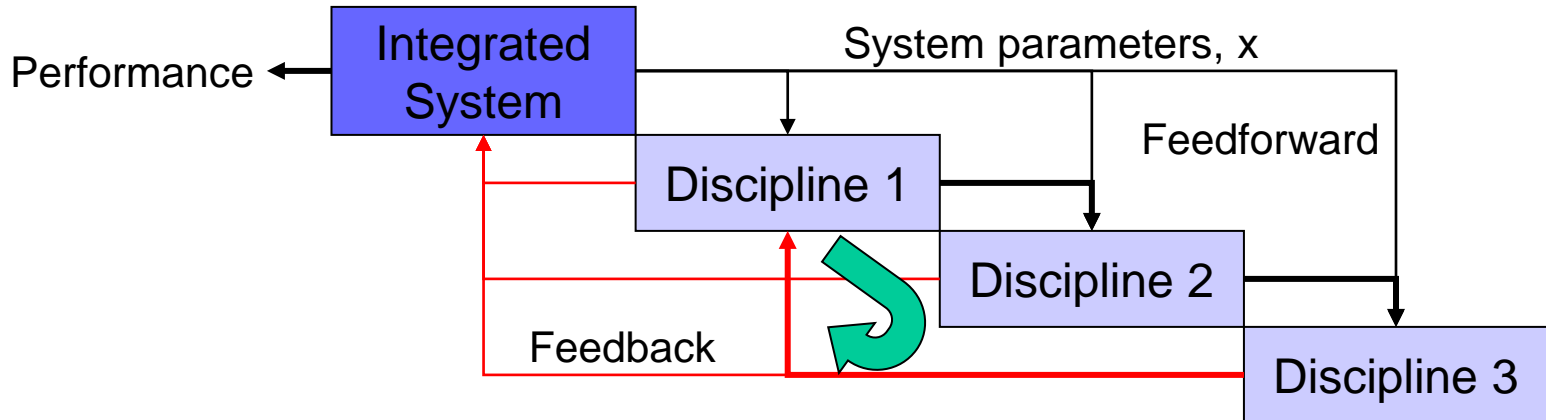 Integrated
System
System parameters, x
Performance
Feedforward
Discipline 1
Discipline 2
Feedback
Discipline 3